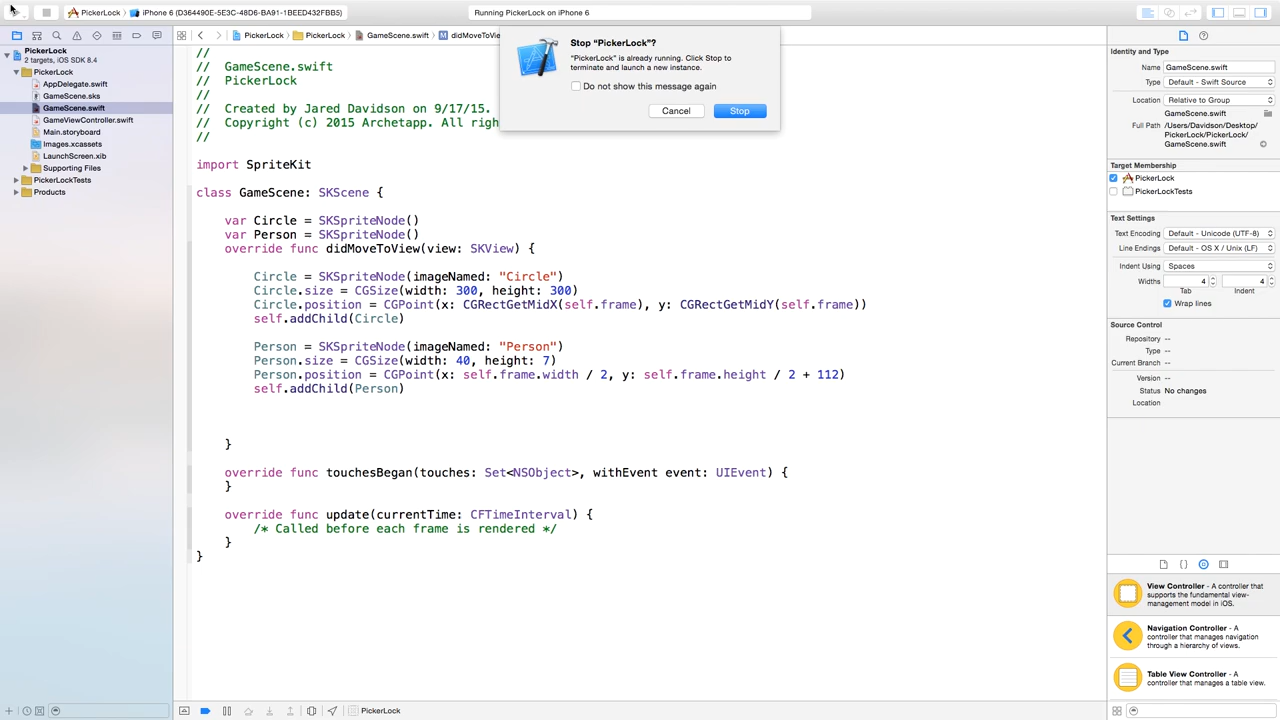 PickerLock
iPhone 6 (D364490E-5E3C-48D6-BA91-1BEED432FBB5)
Running PickerLock on iPhone 6
PickerLock
2 targets, iOS SDK 8.4
PickerLock
AppDelegate.swift
GameScene.sks
GameScene.swift
GameViewController.swift
Main.storyboard
Images.xcassets
LaunchScreen.xib
Supporting Files
PickerLockTests
Products
PickerLock
PickerLock
GameScene.swift
M didMoveToVie
Stop “PickerLock”?
“PickerLock” is already running. Click Stop to
terminate and launch a new instance.
Do not show this message again
Cancel
Stop
//
//  GameScene.swift
//  PickerLock
//
//  Created by Jared Davidson on 9/17/15.
//  Copyright (c) 2015 Archetapp. All righ
//
import SpriteKit
class GameScene: SKScene {
var Circle = SKSpriteNode()
var Person = SKSpriteNode()
override func didMoveToView(view: SKView) {
Circle = SKSpriteNode(imageNamed: "Circle")
Circle.size = CGSize(width: 300, height: 300)
Circle.position = CGPoint(x: CGRectGetMidX(self.frame), y: CGRectGetMidY(self.frame))
self.addChild(Circle)
Person = SKSpriteNode(imageNamed: "Person")
Person.size = CGSize(width: 40, height: 7)
Person.position = CGPoint(x: self.frame.width / 2, y: self.frame.height / 2 + 112)
self.addChild(Person)
}
override func touchesBegan(touches: Set<NSObject>, withEvent event: UIEvent) {
}
override func update(currentTime: CFTimeInterval) {
/* Called before each frame is rendered */
}
}
PickerLock
Identity and Type
Name GameScene.swift
Type Default - Swift Source
Location Relative to Group
GameScene.swift
Full Path /Users/Davidson/Desktop/
PickerLock/PickerLock/
GameScene.swift
Target Membership
PickerLock
PickerLockTests
Text Settings
Text Encoding Default - Unicode (UTF-8)
Line Endings Default - OS X / Unix (LF)
Indent Using Spaces
Widths 4 4
Tab Indent
Wrap lines
Source Control
Repository --
Type --
Current Branch --
Version --
Status No changes
Location
View Controller - A controller that
supports the fundamental view-
management model in iOS.
Navigation Controller - A
controller that manages navigation
through a hierarchy of views.
Table View Controller - A
controller that manages a table view.